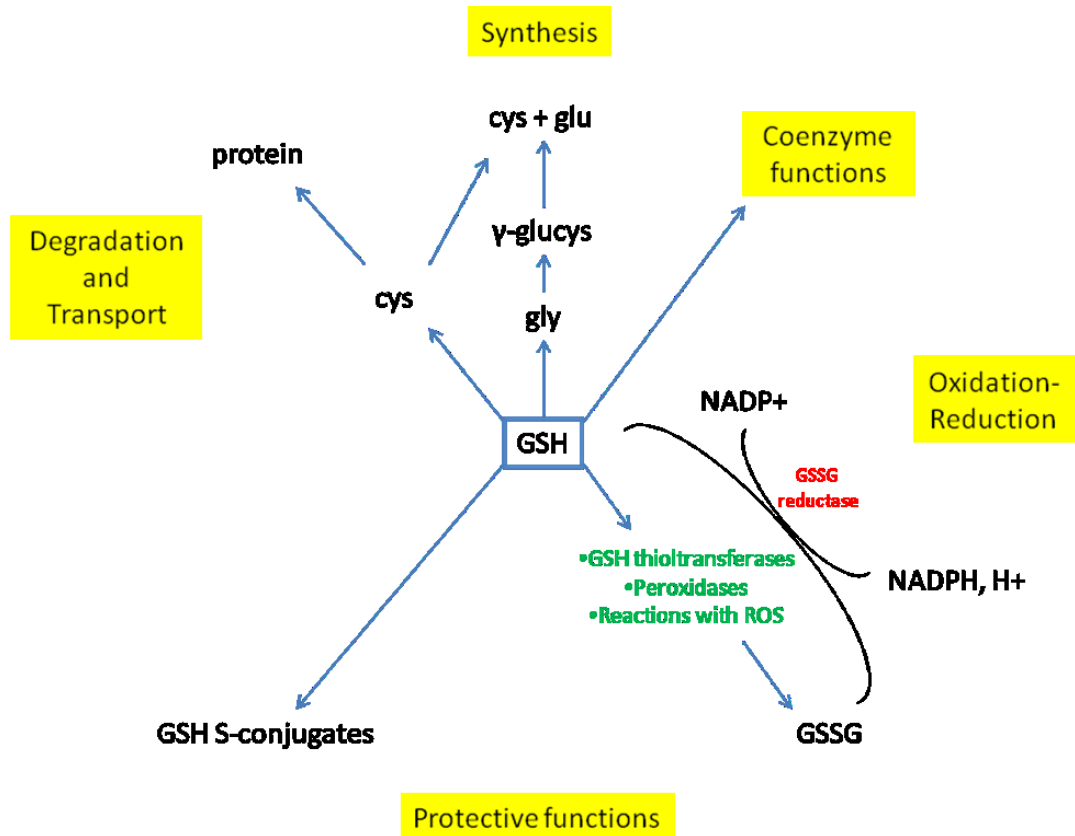 Synthesis
cys + glu
Coenzyme
functions
protein
Degradation
and
Transport
γ-glucys
cys
gly
Oxidation-
Reduction
NADP+
GSH
GSSG
reductase
•GSH thioltransferases
•Peroxidases
•Reactions with ROS
NADPH, H+
GSH S-conjugates
GSSG
Protective functions